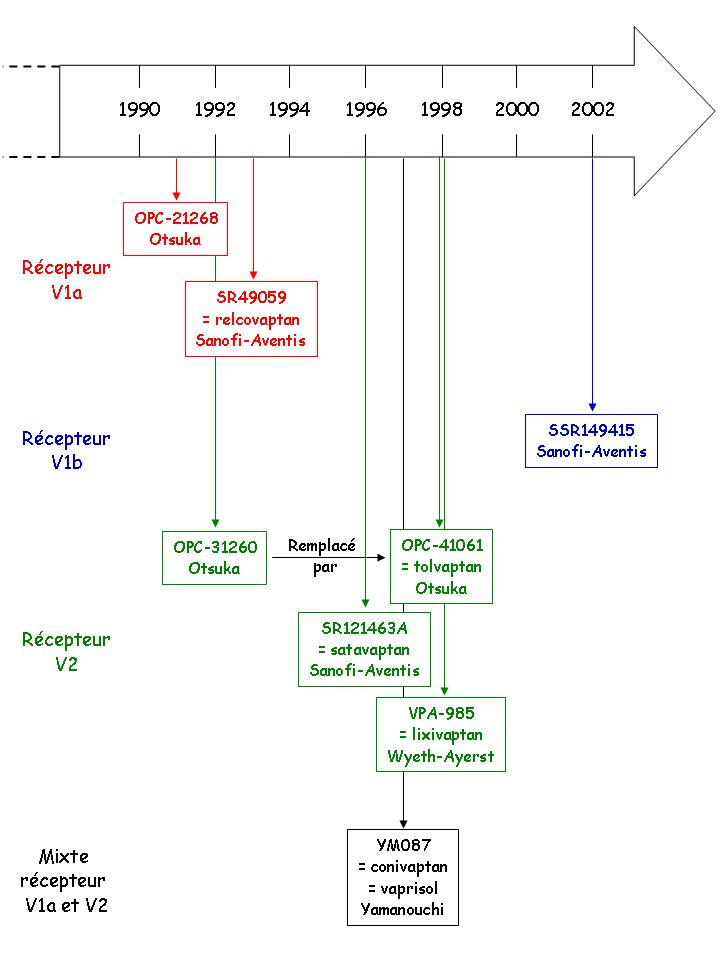 1990 1992 1994 1996 1998 2000 2002
OPC-21268
Otsuka
Récepteur
V1a
SR49059
= relcovaptan
Sanofi-Aventis
Récepteur
V1b
SSR149415
Sanofi-Aventis
OPC-31260
Otsuka
Remplacé
par
OPC-41061
= tolvaptan
Otsuka
Récepteur
V2
SR121463A
= satavaptan
Sanofi-Aventis
VPA-985
= lixivaptan
Wyeth-Ayerst
Mixte
récepteur
V1a et V2
YM087
= conivaptan
= vaprisol
Yamanouchi